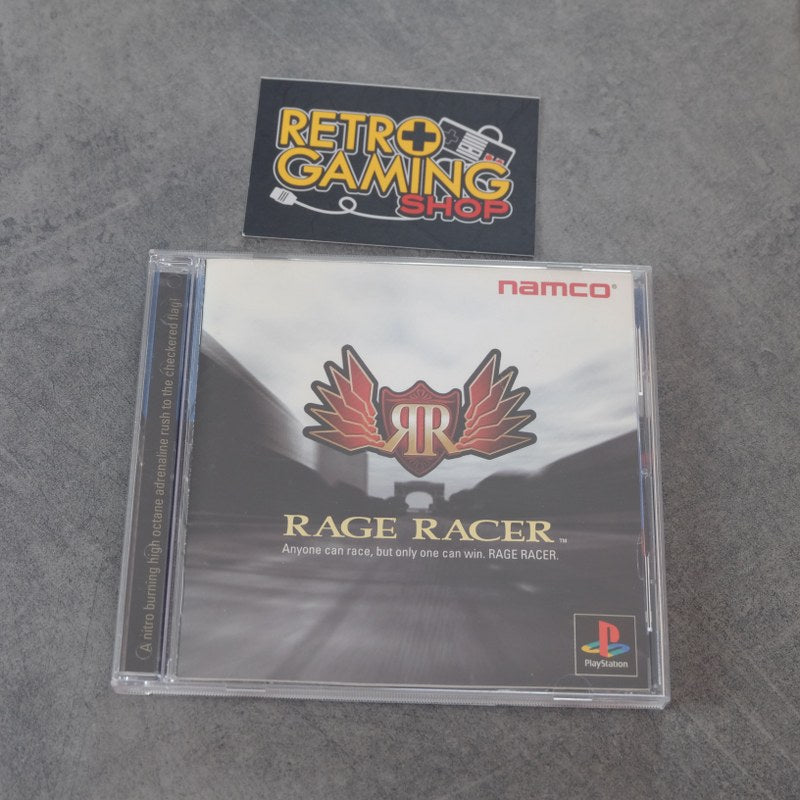 RETRO
GAMING
SHOP
namco®
A nitro burning high octane adrenaline rush to the checkered flag!
RR
RAGE RACER™
Anyone can race, but only one can win. RAGE RACER.
PlayStation